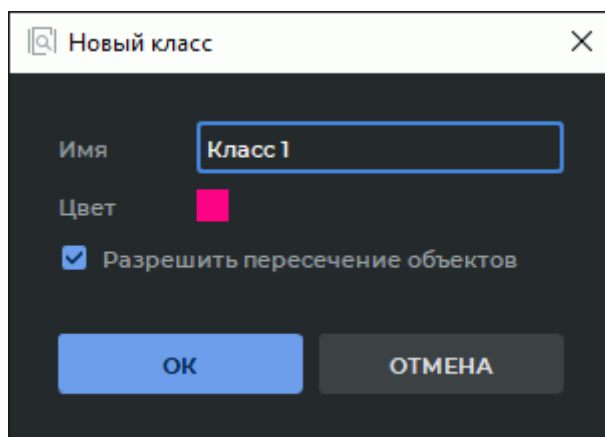 Новый класс
Имя
Класс 1
Цвет
Разрешить пересечение объектов
ОК
ОТМЕНА